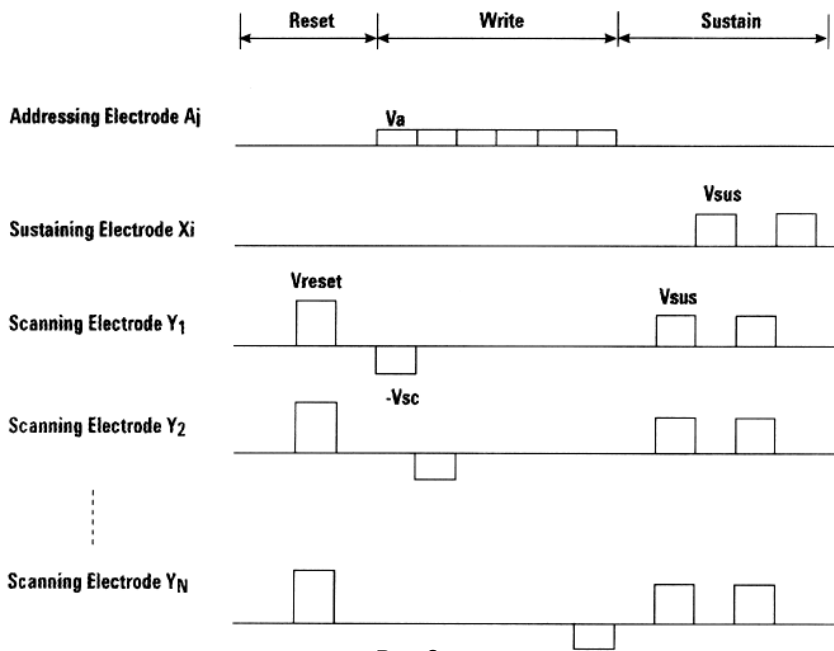 Reset Write Sustain
Addressing Electrode Aj
Va
Vsus
Sustaining Electrode Xi
Vreset
Vsus
Scanning Electrode Y1
-Vsc
Scanning Electrode Y2
Scanning Electrode YN